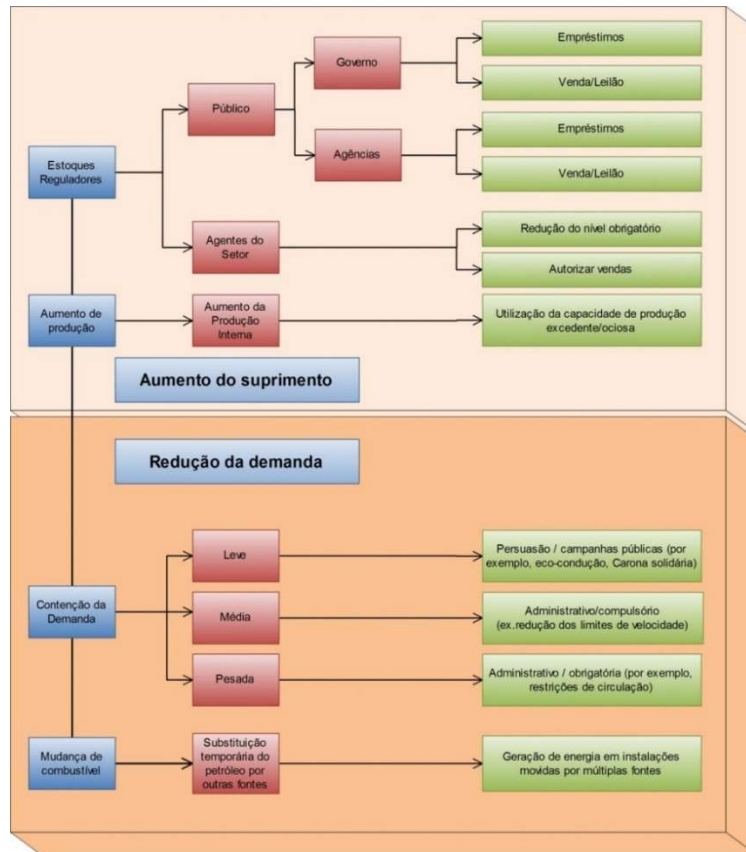 Empréstimos
Governo
Venda/Leilão
Público
Empréstimos
Agências
Venda/Leilão
Estoques
Reguladores
Redução do nível obrigatório
Agentes do
Setor
Autorizar vendas
Aumento de
produção
Aumento da
Produção
Interna
Utilização da capacidade de produção
excedente/ociosa
Aumento do suprimento
Redução da demanda
Leve
Persuasão / campanhas públicas (por
exemplo, eco-condução, Carona solidária)
Contenção da
Demanda
Média
Administrativo/compulsório
(ex.redução dos limites de velocidade)
Pesada
Administrativo / obrigatória (por exemplo,
restrições de circulação)
Mudança de
combustível
Substituição
temporária do
petróleo por
outras fontes
Geração de energia em instalações
movidas por múltiplas fontes